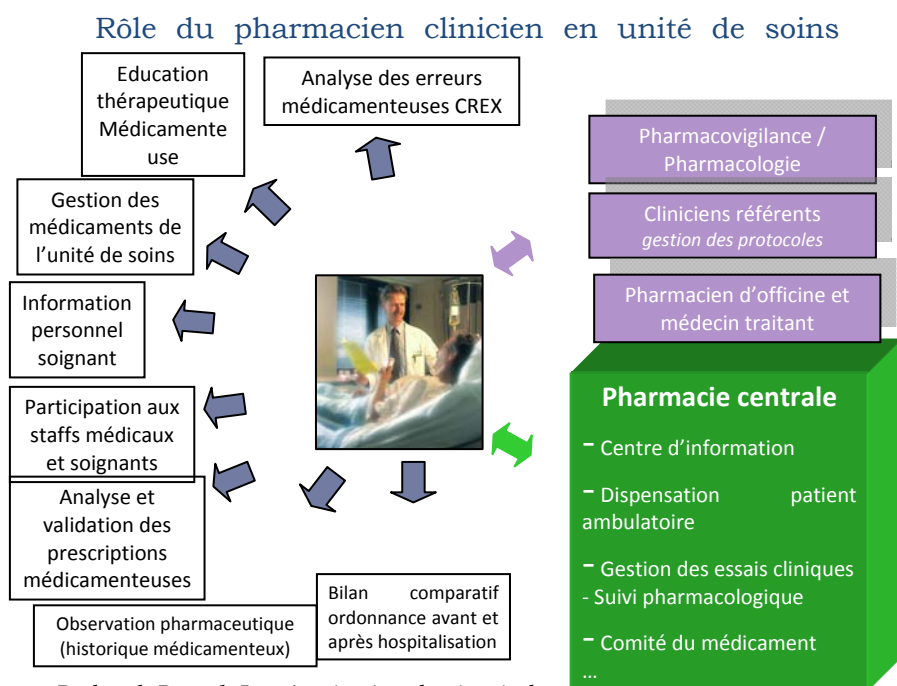 Rôle du pharmacien clinicien en unité de soins
Education
thérapeutique
Médicamente
use
Analyse des erreurs
médicamenteuses CREX
Gestion des
médicaments de
l'unité de soins
Information
personnel
soignant
Participation aux
staffs médicaux
et soignants
Analyse et
validation des
prescriptions
médicamenteuses
Observation pharmaceutique
(historique médicamenteux)
Bilan comparatif
ordonnance avant et
après hospitalisation
Pharmacovigilance /
Pharmacologie
Cliniciens référents
gestion des protocoles
Pharmacien d'officine et
médecin traitant
Pharmacie centrale
- Centre d'information
- Dispensation patient
ambulatoire
- Gestion des essais cliniques
- Suivi pharmacologique
- Comité du médicament
...